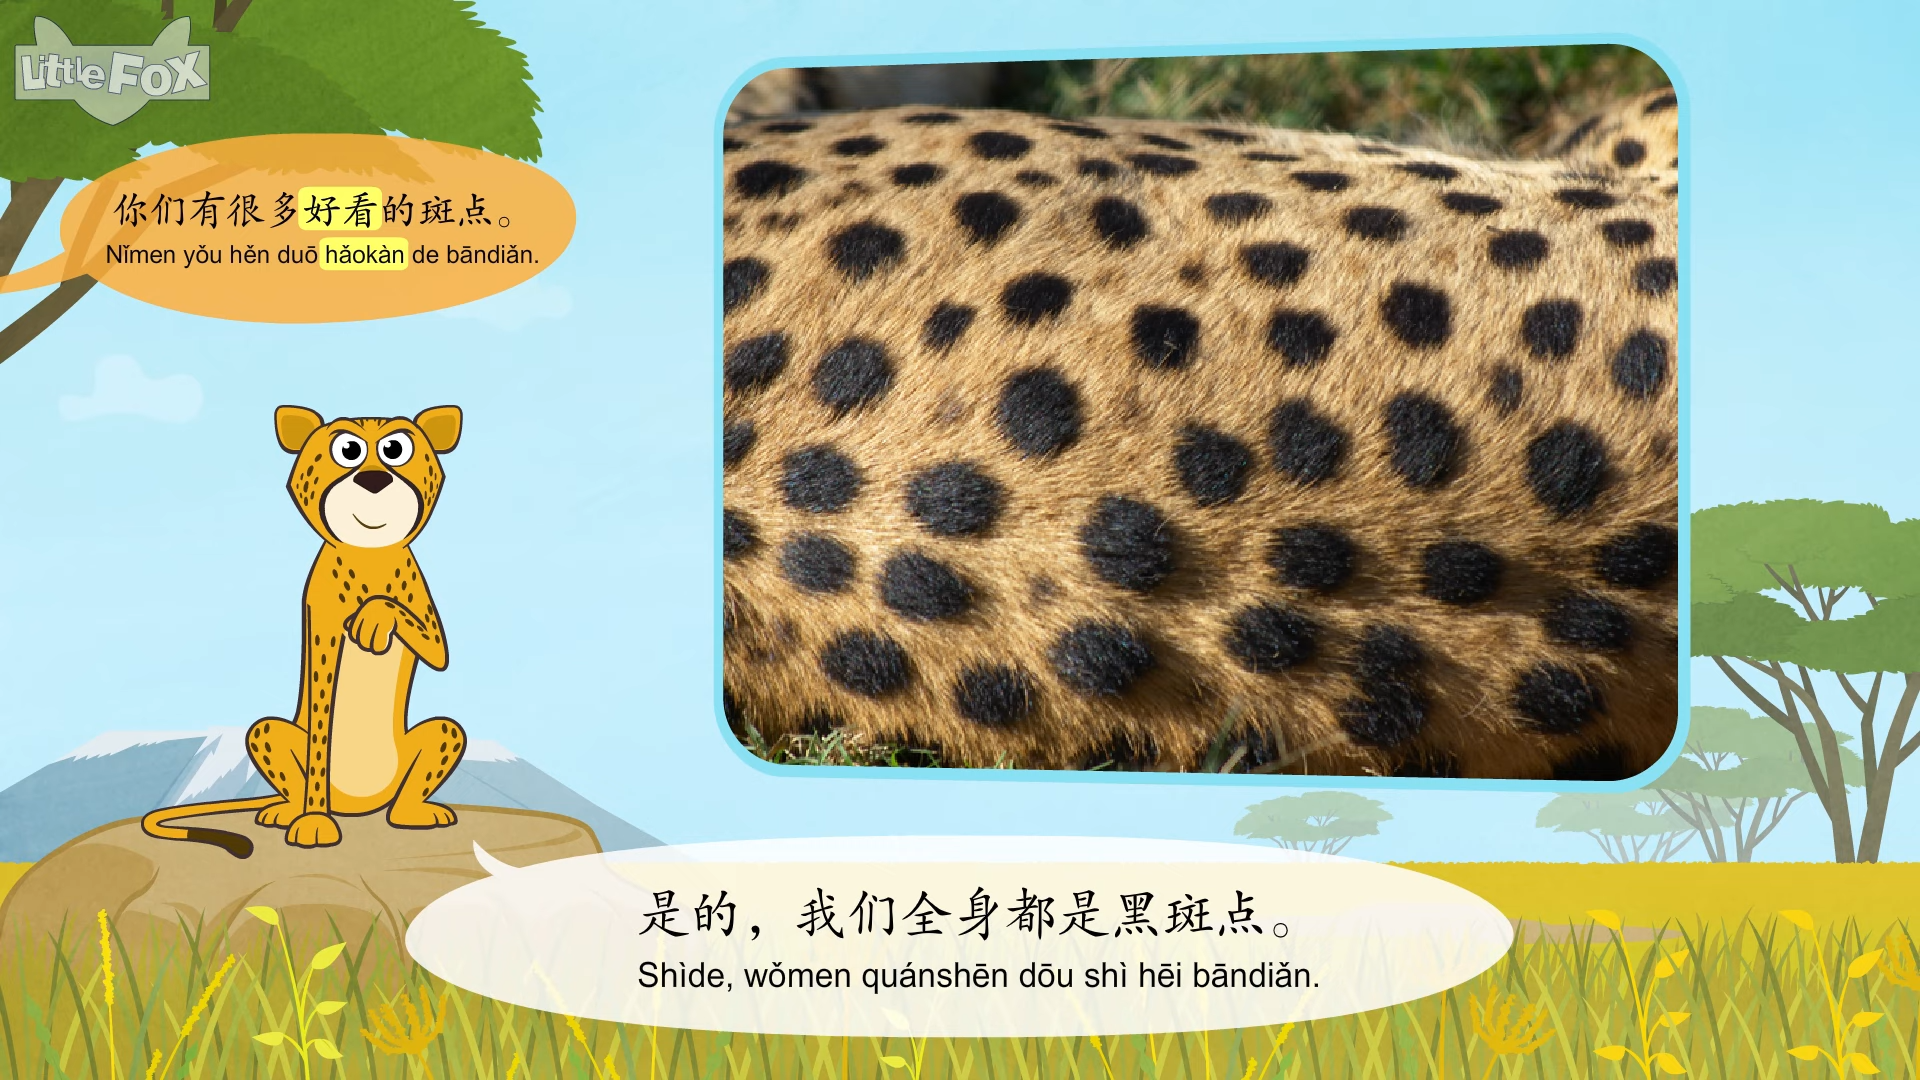 Little Fox
你们有很多好看的斑点。
Nǐmen yǒu hěn duō hǎokàn de bāndiǎn.
是的，我们全身都是黑斑点。
Shìde, wǒmen quánshēn dōu shì hēi bāndiǎn.